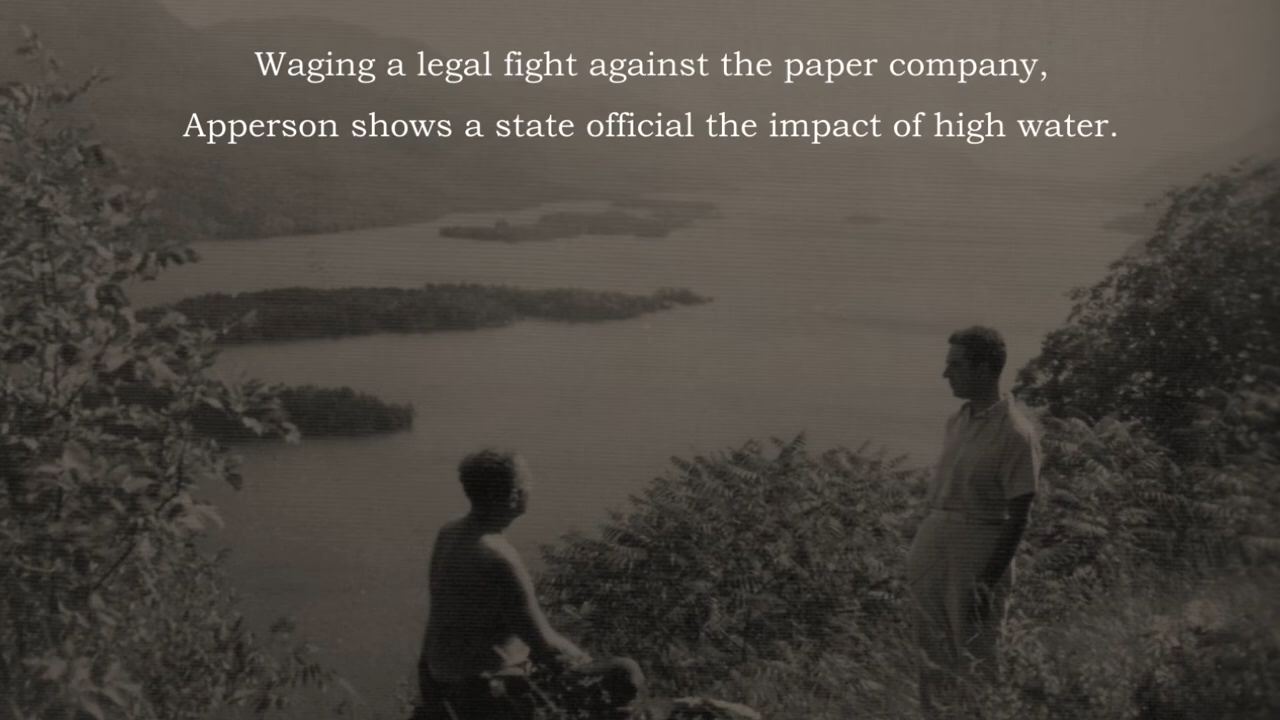 Waging a legal fight against the paper company,
Apperson shows a state official the impact of high water.